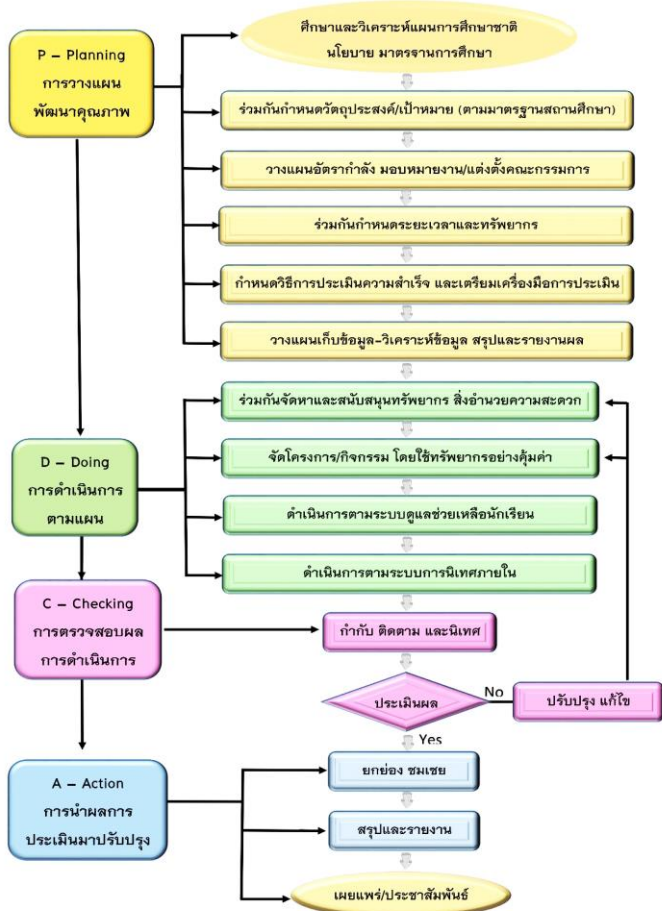 P – Planning
การวางแผน
พัฒนาคุณภาพ
ศึกษาและวิเคราะห์แผนการศึกษาชาติ
นโยบาย มาตรฐานการศึกษา
ร่วมกันกำหนดวัตถุประสงค์/เป้าหมาย (ตามมาตรฐานสถานศึกษา)
วางแผนอัตรากำลัง มอบหมายงาน/แต่งตั้งคณะกรรมการ
ร่วมกันกำหนดระยะเวลาและทรัพยากร
กำหนดวิธีการประเมินความสำเร็จ และเตรียมเครื่องมือการประเมิน
วางแผนเก็บข้อมูล-วิเคราะห์ข้อมูล สรุปและรายงานผล
D – Doing
การดำเนินการ
ตามแผน
ร่วมกันจัดหาและสนับสนุนทรัพยากร สิ่งอำนวยความสะดวก
จัดโครงการ/กิจกรรม โดยใช้ทรัพยากรอย่างคุ้มค่า
ดำเนินการตามระบบดูแลช่วยเหลือนักเรียน
ดำเนินการตามระบบการนิเทศภายใน
C – Checking
การตรวจสอบผล
การดำเนินการ
กำกับ ติดตาม และนิเทศ
ประเมินผล
No
ปรับปรุง แก้ไข
Yes
A – Action
การนำผลการ
ประเมินมาปรับปรุง
ยกย่อง ชมเชย
สรุปและรายงาน
เผยแพร่/ประชาสัมพันธ์